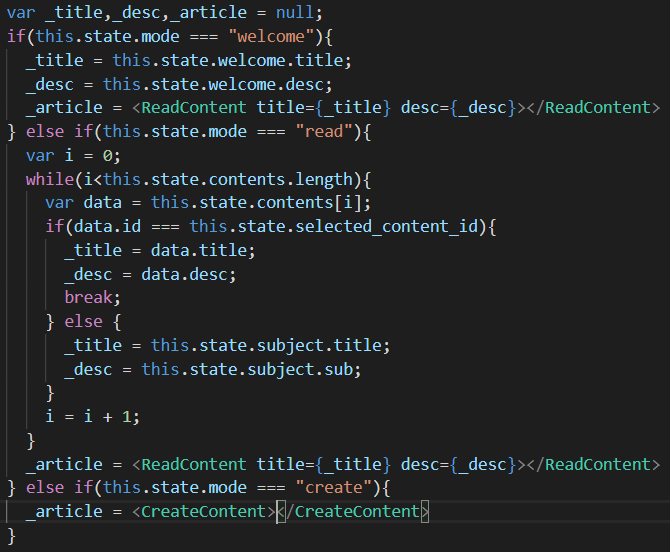 var _title,_desc,_article = null;
if(this.state.mode === "welcome"){
  _title = this.state.welcome.title;
  _desc = this.state.welcome.desc;
  _article = <ReadContent title={_title} desc={_desc}></ReadContent>
} else if(this.state.mode === "read"){
  var i = 0;
  while(i<this.state.contents.length){
    var data = this.state.contents[i];
    if(data.id === this.state.selected_content_id){
      _title = data.title;
      _desc = data.desc;
      break;
    } else {
      _title = this.state.subject.title;
      _desc = this.state.subject.sub;
    }
    i = i + 1;
  }
  _article = <ReadContent title={_title} desc={_desc}></ReadContent>
} else if(this.state.mode === "create"){
  _article = <CreateContent></CreateContent>
}